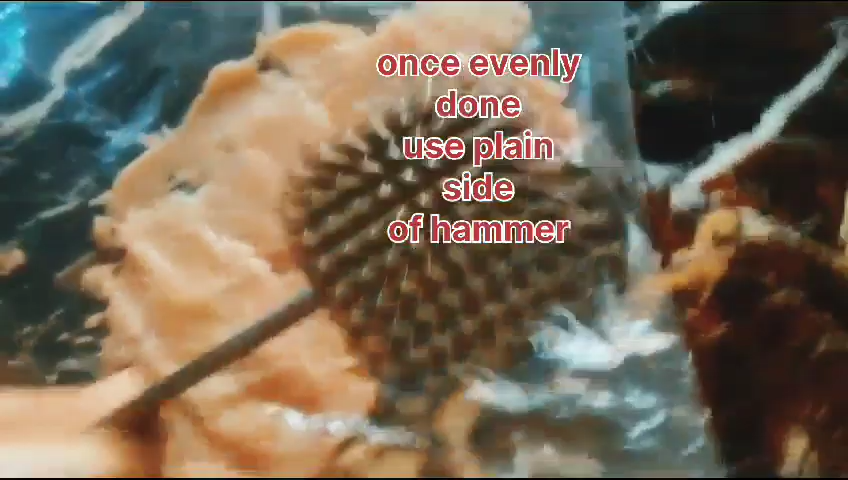 once evenly
done
use plain
side
of hammer